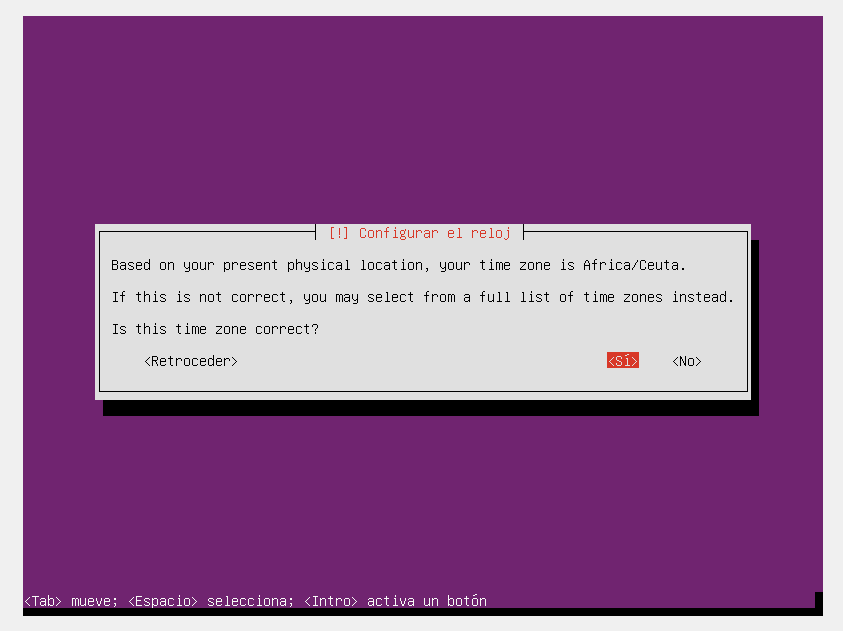 [!] Configurar el reloj
Based on your present physical location, your time zone is Africa/Ceuta.
If this is not correct, you may select from a full list of time zones instead.
Is this time zone correct?
<Retroceder> <Sí> <No>
<Tab> mueve; <Espacio> selecciona; <Intro> activa un botón